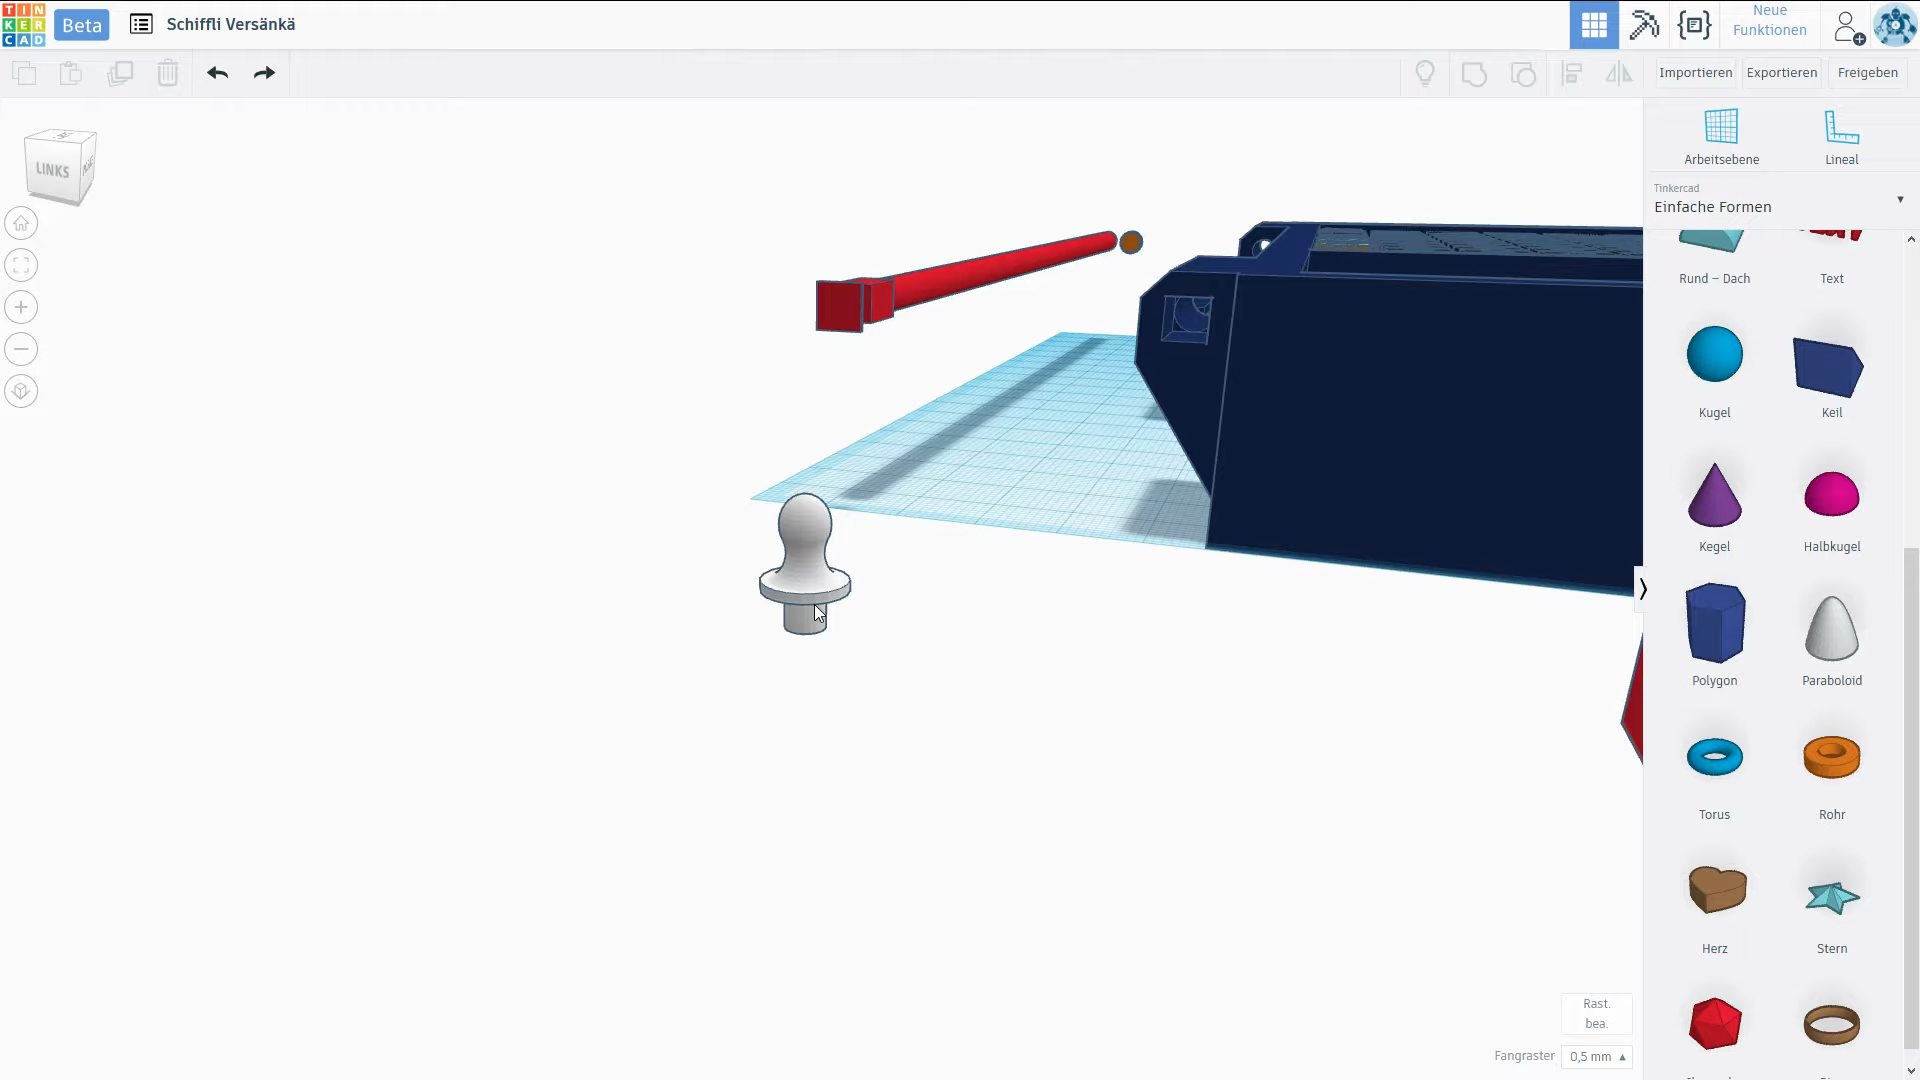 TIN
KER
CAD
Beta
Schiffli Versänkä
Neue
Funktionen
Importieren
Exportieren
Freigeben
LINKS
Arbeitsebene
Lineal
Tinkercad
Einfache Formen
Rund – Dach
Text
Kugel
Keil
Kegel
Halbkugel
Polygon
Paraboloid
Torus
Rohr
Herz
Stern
Rast.
bea.
Fangraster
0,5 mm